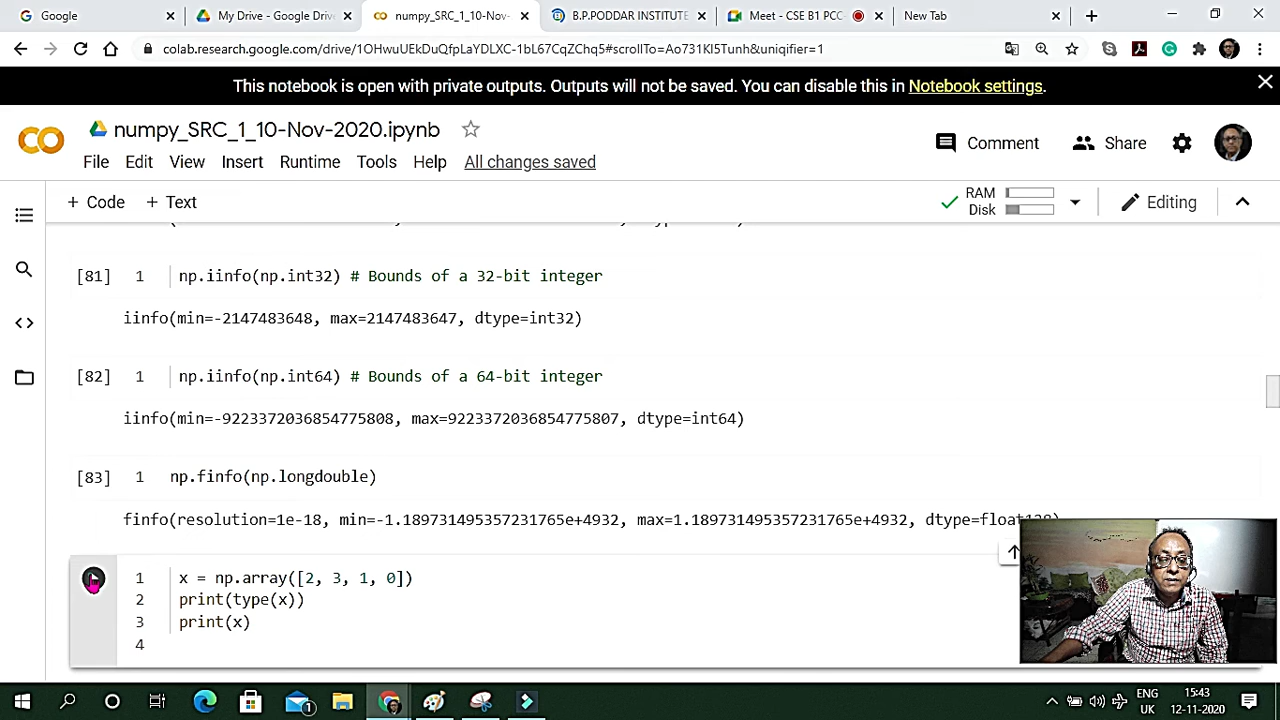 Google
My Drive - Google Drive
numpy_SRC_1_10-Nov-
B.P.PODDAR INSTITUTE
Meet - CSE B1 PCC-
New Tab
colab.research.google.com/drive/1OHwuUEkDuQfpLaYDLXC-1bL67CqZChq5#scrollTo=Ao731KI5Tunh&uniqifier=1
This notebook is open with private outputs. Outputs will not be saved. You can disable this in Notebook settings.
numpy_SRC_1_10-Nov-2020.ipynb
Comment
Share
File Edit View Insert Runtime Tools Help All changes saved
+ Code + Text
RAM
Disk
Editing
[81] 1 np.iinfo(np.int32) # Bounds of a 32-bit integer
iinfo(min=-2147483648, max=2147483647, dtype=int32)
[82] 1 np.iinfo(np.int64) # Bounds of a 64-bit integer
iinfo(min=-9223372036854775808, max=9223372036854775807, dtype=int64)
[83] 1 np.finfo(np.longdouble)
finfo(resolution=1e-18, min=-1.189731495357231765e+4932, max=1.189731495357231765e+4932, dtype=float128)
1 x = np.array([2, 3, 1, 0])
2 print(type(x))
3 print(x)
4
1
ENG
UK
15:43
12-11-2020